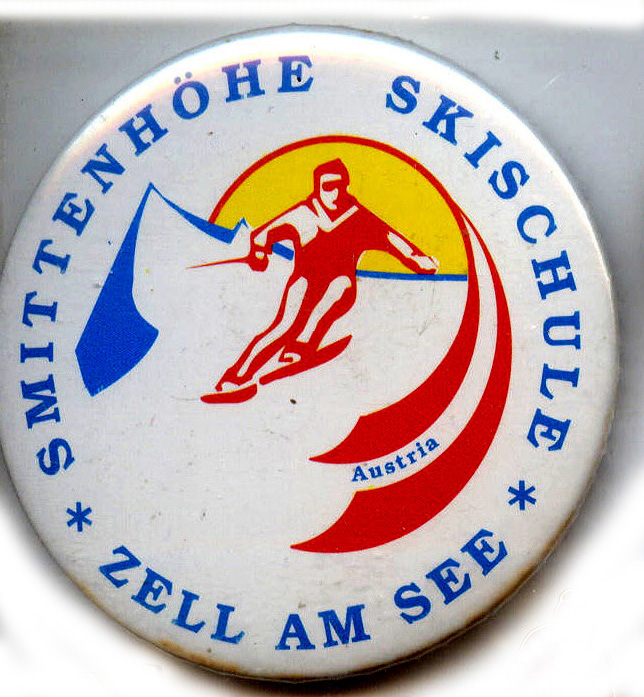 SMITTENHÖHE SKISCHULE
Austria
* ZELL AM SEE *